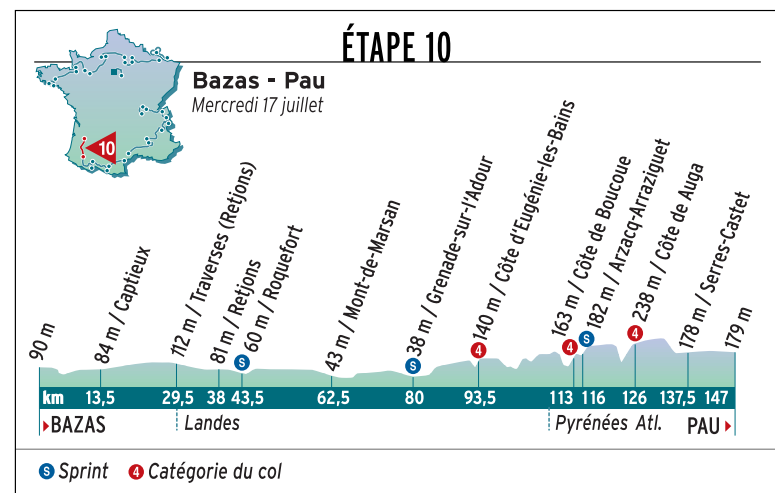 ÉTAPE 10
Bazas - Pau
Mercredi 17 juillet
10
90 m
84 m / Captieux
112 m / Traverses (Retjons)
81 m / Retjons
60 m / Roquefort
43 m / Mont-de-Marsan
38 m / Grenade-sur-l'Adour
140 m / Côte d'Eugénie-les-Bains
163 m / Côte de Boucoue
182 m / Arzacq-Arraziguet
238 m / Côte de Auga
178 m / Serres-Castet
179 m
S
S
4
4
S
4
km 13,5 29,5 38 43,5 62,5 80 93,5 113 116 126 137,5 147
BAZAS Landes Pyrénées Atl. PAU
S Sprint 4 Catégorie du col